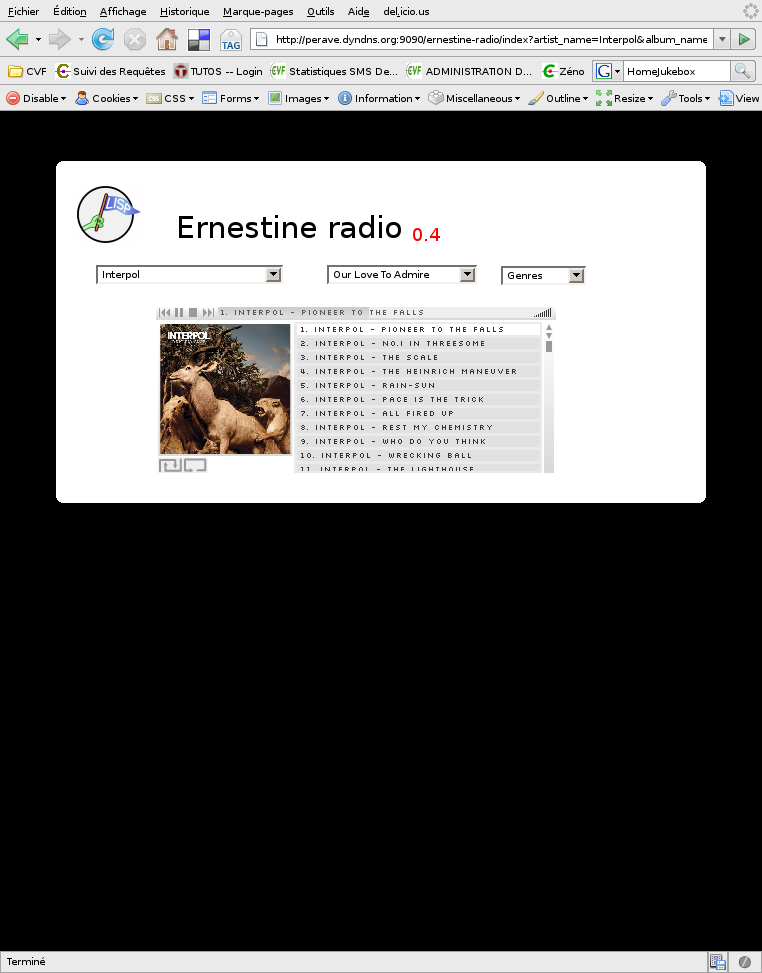 Fichier Édition Affichage Historique Marque-pages Outils Aide del.icio.us
TAG http://perave.dyndns.org:9090/ernestine-radio/index?artist_name=Interpol&album_name
CVF Suivi des Requêtes TUTOS -- Login CVF Statistiques SMS De... CVF ADMINISTRATION D... Zéno G HomeJukebox
Disable Cookies CSS Forms Images Information Miscellaneous Outline Resize Tools View
LISP
Ernestine radio 0.4
Interpol Our Love To Admire Genres
1. INTERPOL - PIONEER TO THE FALLS
INTERPOL
1. INTERPOL - PIONEER TO THE FALLS
2. INTERPOL - NO.I IN THREESOME
3. INTERPOL - THE SCALE
4. INTERPOL - THE HEINRICH MANEUVER
5. INTERPOL - RAIN-SUN
6. INTERPOL - PACE IS THE TRICK
7. INTERPOL - ALL FIRED UP
8. INTERPOL - REST MY CHEMISTRY
9. INTERPOL - WHO DO YOU THINK
10. INTERPOL - WRECKING BALL
11. INTERPOL - THE LIGHTHOUSE
Terminé